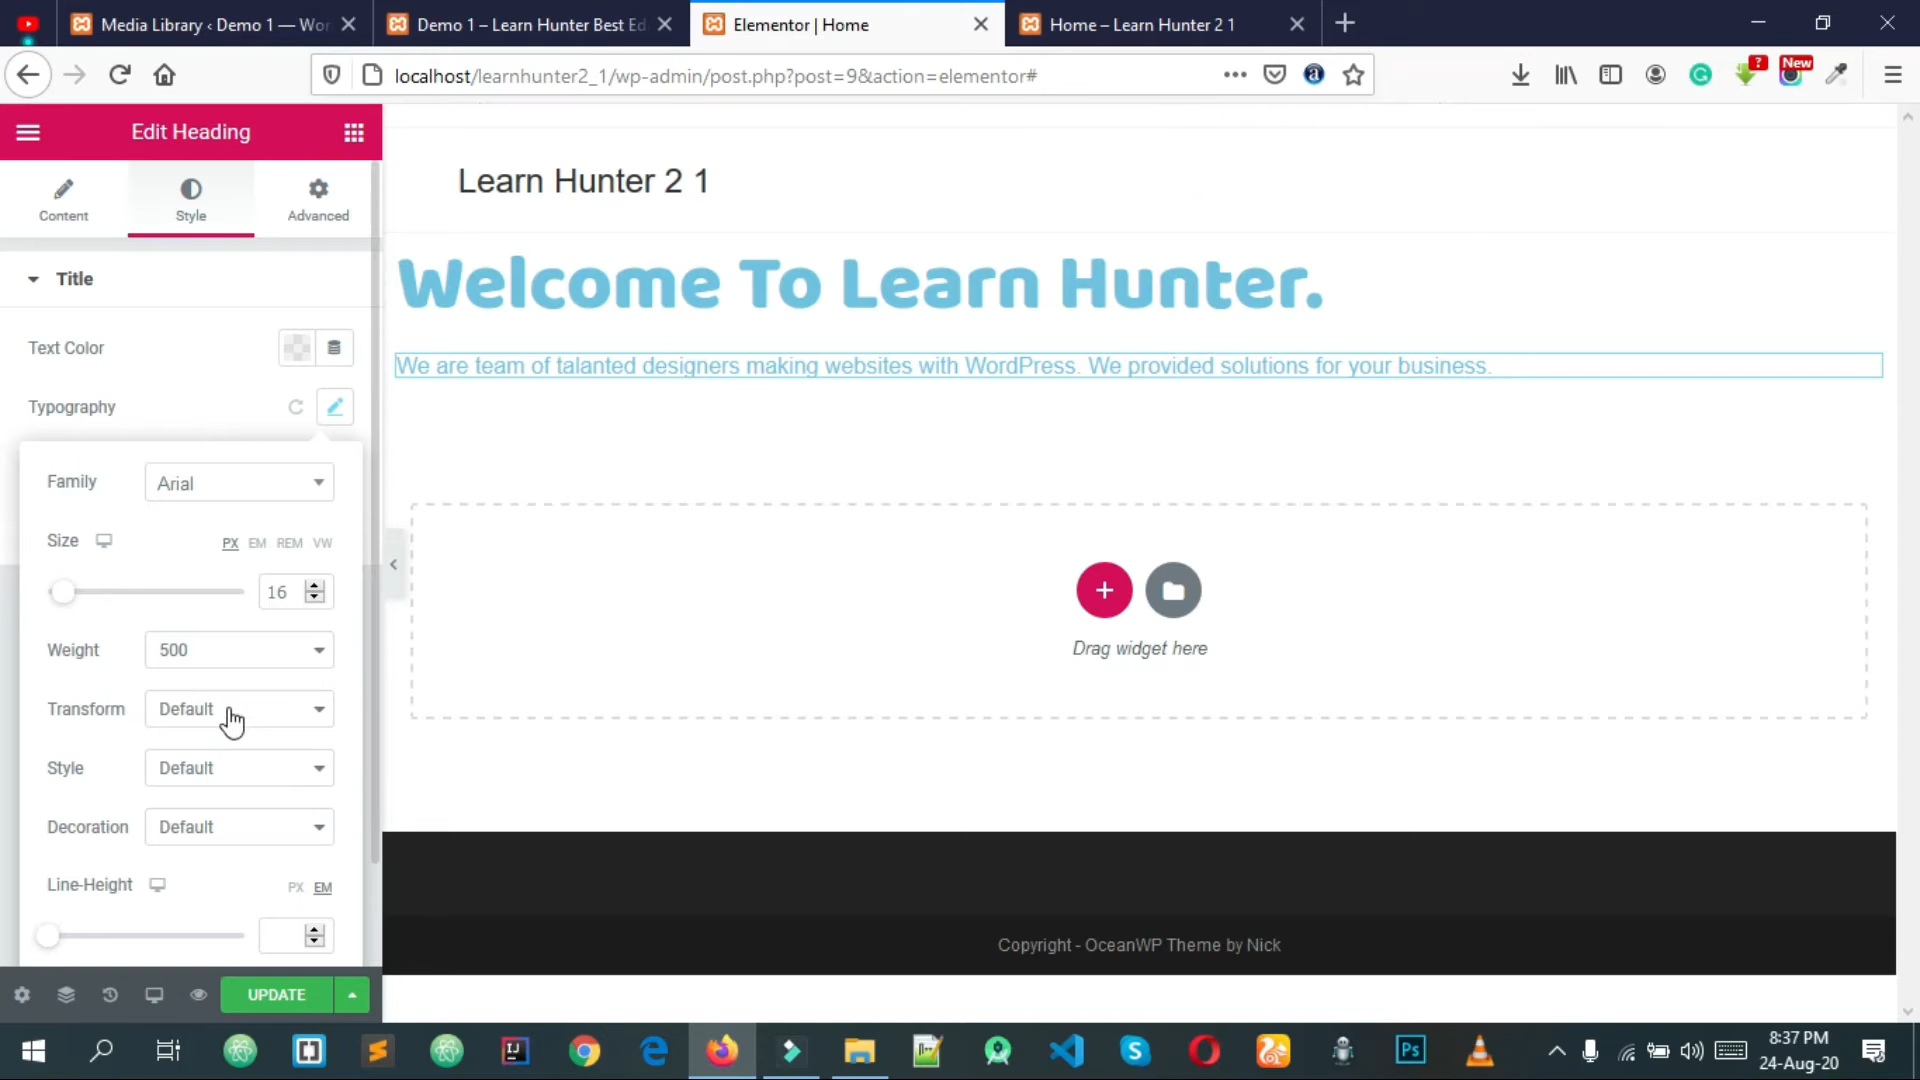 Media Library ‹ Demo 1 — Wor
Demo 1 – Learn Hunter Best Ed
Elementor | Home
Home – Learn Hunter 2 1
localhost/learnhunter2_1/wp-admin/post.php?post=9&action=elementor#
?
New
Edit Heading
Content
Style
Advanced
Title
Text Color
Typography
Family
Arial
Size
PX
EM
REM
VW
16
Weight
500
Transform
Default
Style
Default
Decoration
Default
Line-Height
PX
EM
UPDATE
Learn Hunter 2 1
Welcome To Learn Hunter.
We are team of talanted designers making websites with WordPress. We provided solutions for your business.
Drag widget here
Copyright - OceanWP Theme by Nick
8:37 PM
24-Aug-20